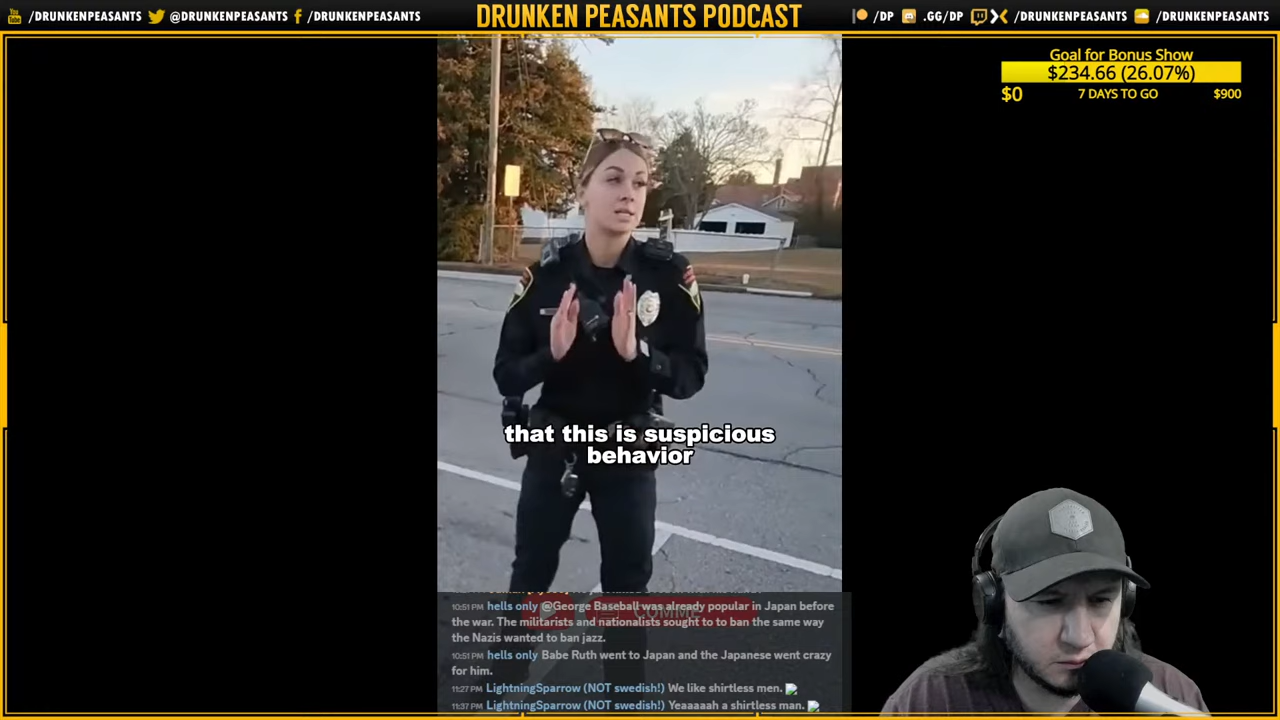 /DRUNKENPEASANTS @DRUNKENPEASANTS /DRUNKENPEASANTS DRUNKEN PEASANTS PODCAST /DP .GG/DP /DRUNKENPEASANTS /DRUNKENPEASANTS
Goal for Bonus Show
$234.66 (26.07%)
$0 7 DAYS TO GO $900
that this is suspicious
behavior
10:51 PM hells only @George Baseball was already popular in Japan before
the war. The militarists and nationalists sought to to ban the same way
the Nazis wanted to ban jazz.
10:51 PM hells only Babe Ruth went to Japan and the Japanese went crazy
for him.
11:27 PM LightningSparrow (NOT swedish!) We like shirtless men.
11:37 PM LightningSparrow (NOT swedish!) Yeaaaaah a shirtless man.